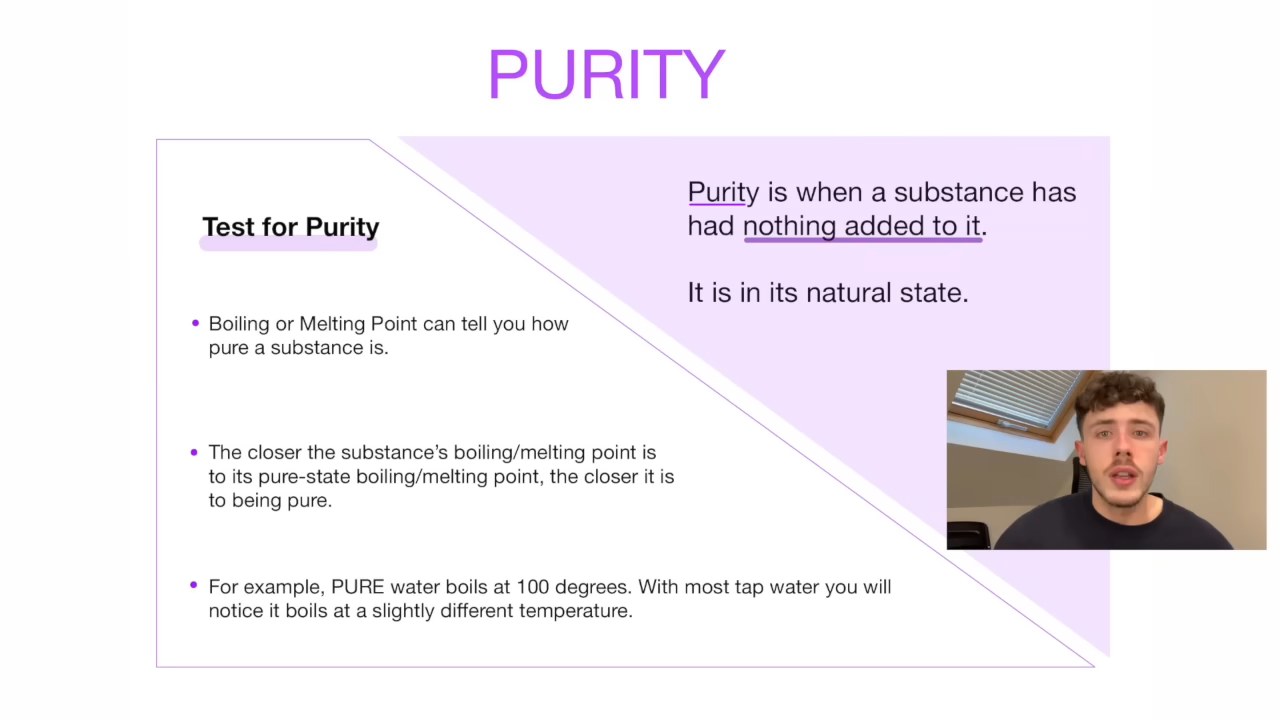 PURITY
Test for Purity
• Boiling or Melting Point can tell you how
pure a substance is.
• The closer the substance’s boiling/melting point is
to its pure-state boiling/melting point, the closer it is
to being pure.
• For example, PURE water boils at 100 degrees. With most tap water you will
notice it boils at a slightly different temperature.
Purity is when a substance has
had nothing added to it.
It is in its natural state.